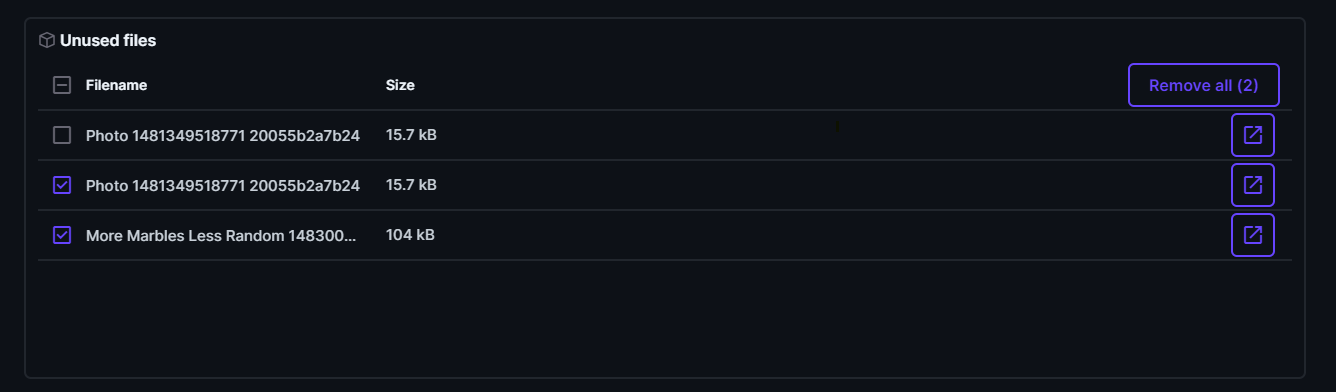 Unused files
Filename Size Remove all (2)
Photo 1481349518771 20055b2a7b24 15.7 kB
Photo 1481349518771 20055b2a7b24 15.7 kB
More Marbles Less Random 148300... 104 kB